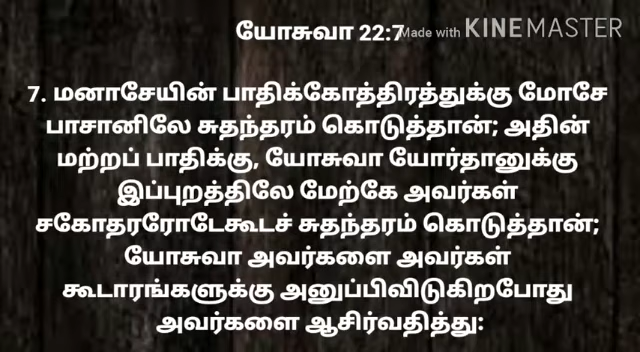 யோசுவா 22:7
Made with KINEMASTER
7. மனாசேயின் பாதிக்கோத்திரத்துக்கு மோசே
பாசானிலே சுதந்தரம் கொடுத்தான்; அதின்
மற்றப் பாதிக்கு, யோசுவா யோர்தானுக்கு
இப்புறத்திலே மேற்கே அவர்கள்
சகோதரரோடேகூடச் சுதந்தரம் கொடுத்தான்;
யோசுவா அவர்களை அவர்கள்
கூடாரங்களுக்கு அனுப்பிவிடுகிறபோது
அவர்களை ஆசிர்வதித்து: